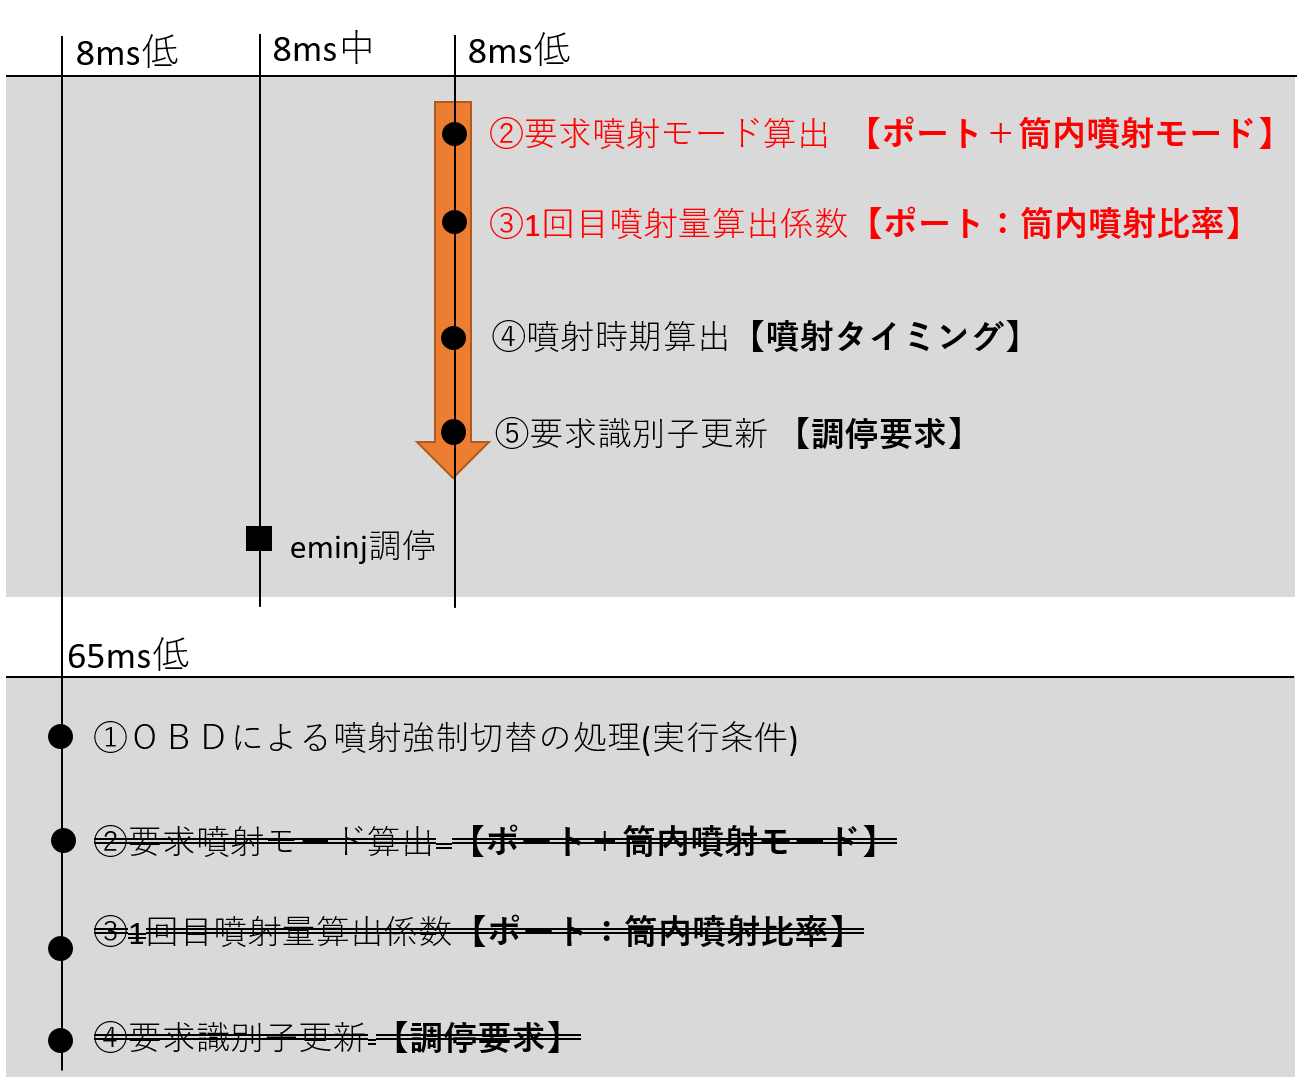 8ms低 8ms中 8ms低
②要求噴射モード算出 【ポート＋筒内噴射モード】
③1回目噴射量算出係数【ポート：筒内噴射比率】
④噴射時期算出【噴射タイミング】
⑤要求識別子更新 【調停要求】
eminj調停
65ms低
①ＯＢＤによる噴射強制切替の処理(実行条件)
②要求噴射モード算出 【ポート＋筒内噴射モード】
③1回目噴射量算出係数【ポート：筒内噴射比率】
④要求識別子更新 【調停要求】